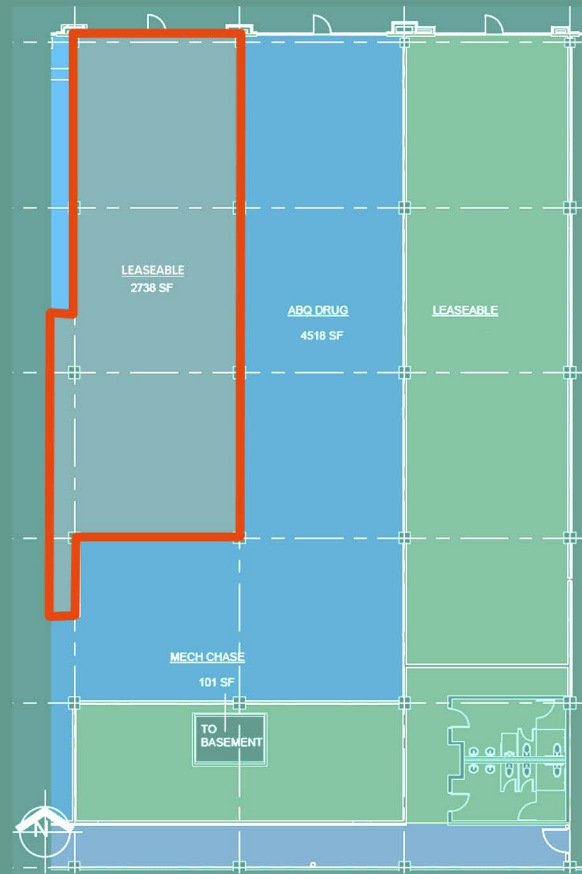 LEASEABLE
2738 SF
ABQ DRUG
4518 SF
LEASEABLE
MECH CHASE
101 SF
TO
BASEMENT
N